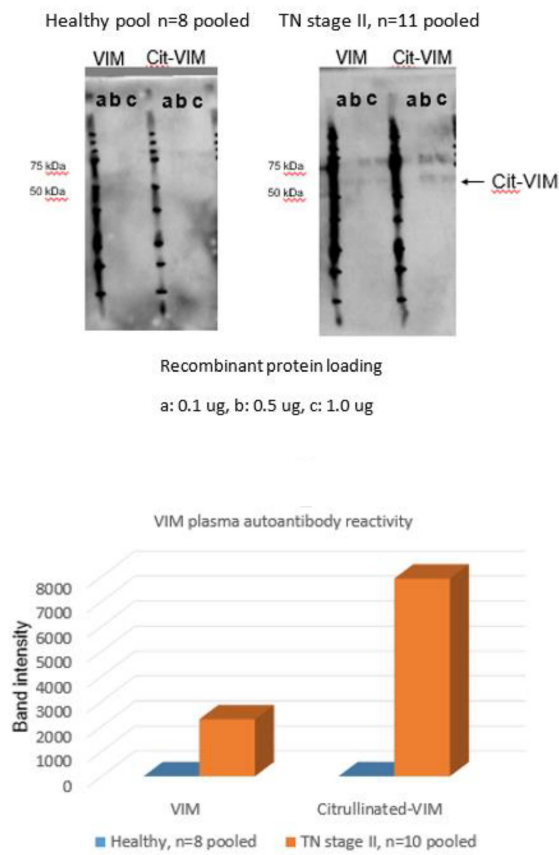 Healthy pool n=8 pooled TN stage II, n=11 pooled
VIM Cit-VIM VIM Cit-VIM
a b c a b c a b c a b c
75 kDa 75 kDa
50 kDa 50 kDa Cit-VIM
Recombinant protein loading
a: 0.1 ug, b: 0.5 ug, c: 1.0 ug
VIM plasma autoantibody reactivity
Band intensity
8000
7000
6000
5000
4000
3000
2000
1000
0
VIM Citrullinated-VIM
Healthy, n=8 pooled TN stage II, n=10 pooled